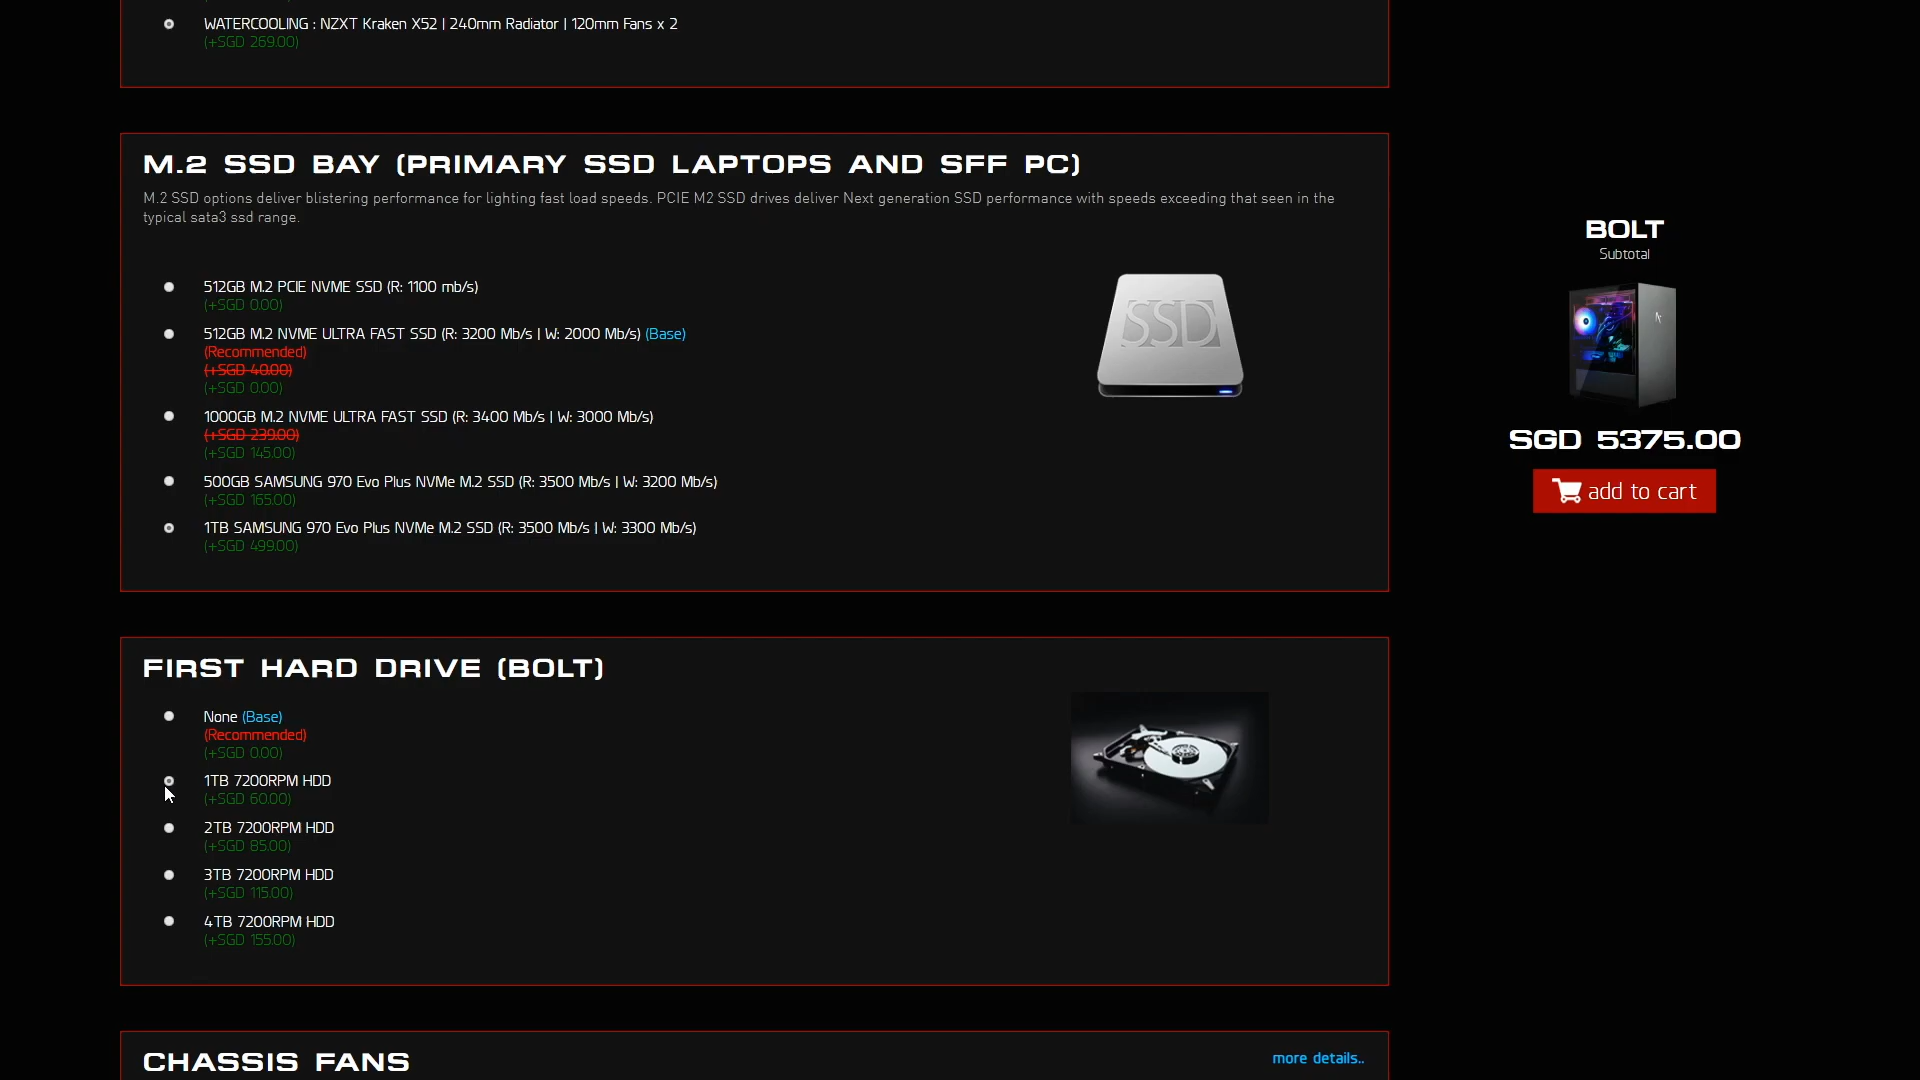 WATERCOOLING : NZXT Kraken X52 | 240mm Radiator | 120mm Fans x 2
(+SGD 269.00)
M.2 SSD BAY (PRIMARY SSD LAPTOPS AND SFF PC)
M.2 SSD options deliver blistering performance for lighting fast load speeds. PCIE M2 SSD drives deliver Next generation SSD performance with speeds exceeding that seen in the
typical sata3 ssd range.
512GB M.2 PCIE NVME SSD (R: 1100 mb/s)
(+SGD 0.00)
512GB M.2 NVME ULTRA FAST SSD (R: 3200 Mb/s | W: 2000 Mb/s) (Base)
(Recommended)
(+SGD 40.00)
(+SGD 0.00)
1000GB M.2 NVME ULTRA FAST SSD (R: 3400 Mb/s | W: 3000 Mb/s)
(+SGD 239.00)
(+SGD 145.00)
500GB SAMSUNG 970 Evo Plus NVMe M.2 SSD (R: 3500 Mb/s | W: 3200 Mb/s)
(+SGD 165.00)
1TB SAMSUNG 970 Evo Plus NVMe M.2 SSD (R: 3500 Mb/s | W: 3300 Mb/s)
(+SGD 499.00)
SSD
BOLT
Subtotal
SGD 5375.00
add to cart
FIRST HARD DRIVE (BOLT)
None (Base)
(Recommended)
(+SGD 0.00)
1TB 7200RPM HDD
(+SGD 60.00)
2TB 7200RPM HDD
(+SGD 85.00)
3TB 7200RPM HDD
(+SGD 115.00)
4TB 7200RPM HDD
(+SGD 155.00)
CHASSIS FANS
more details..